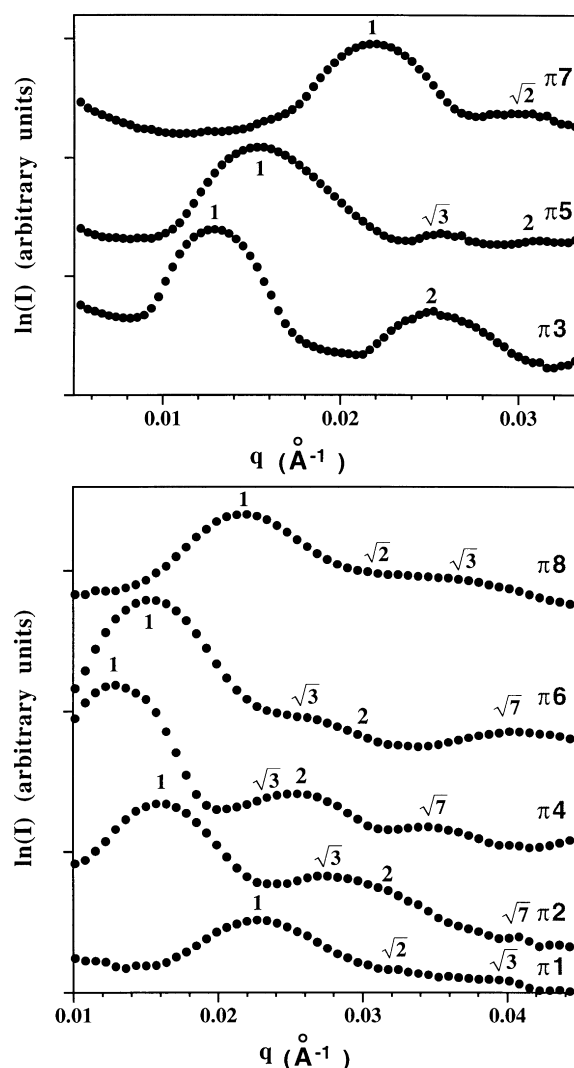 ln(I) (arbitrary units)
1
√2
π7
1
√3
2
π5
1
2
π3
0.01 0.02 0.03
q (Å-1)
ln(I) (arbitrary units)
1
√2
√3
π8
1
√3
2
√7
π6
1
√3
2
√7
π4
1
√3
2
√7
π2
1
√2
√3
π1
0.01 0.02 0.03 0.04
q (Å-1)